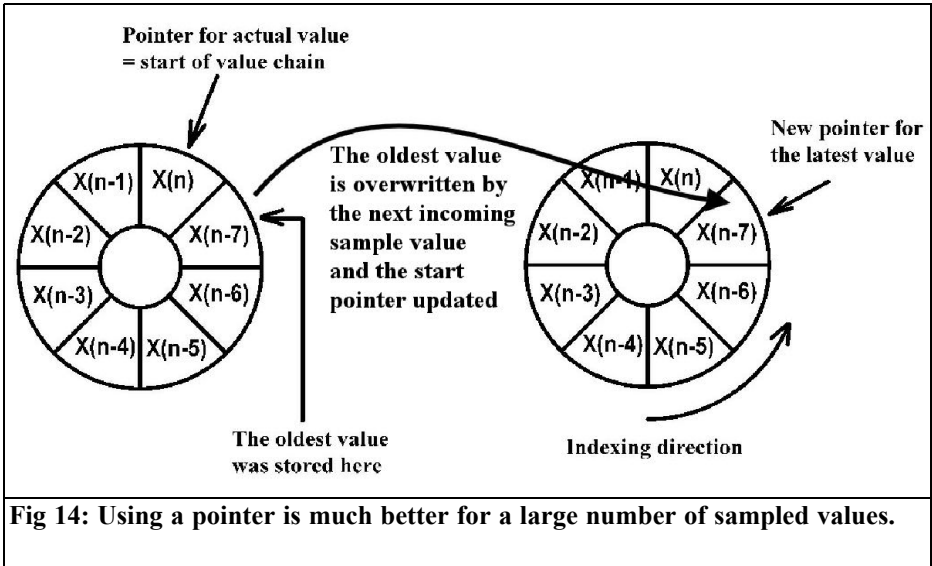 Pointer for actual value
= start of value chain
X(n-1)
X(n)
X(n-2)
X(n-7)
X(n-3)
X(n-6)
X(n-4)
X(n-5)
The oldest value
was stored here
The oldest value
is overwritten by
the next incoming
sample value
and the start
pointer updated
New pointer for
the latest value
X(n-1)
X(n)
X(n-2)
X(n-7)
X(n-3)
X(n-6)
X(n-4)
X(n-5)
Indexing direction
Fig 14: Using a pointer is much better for a large number of sampled values.